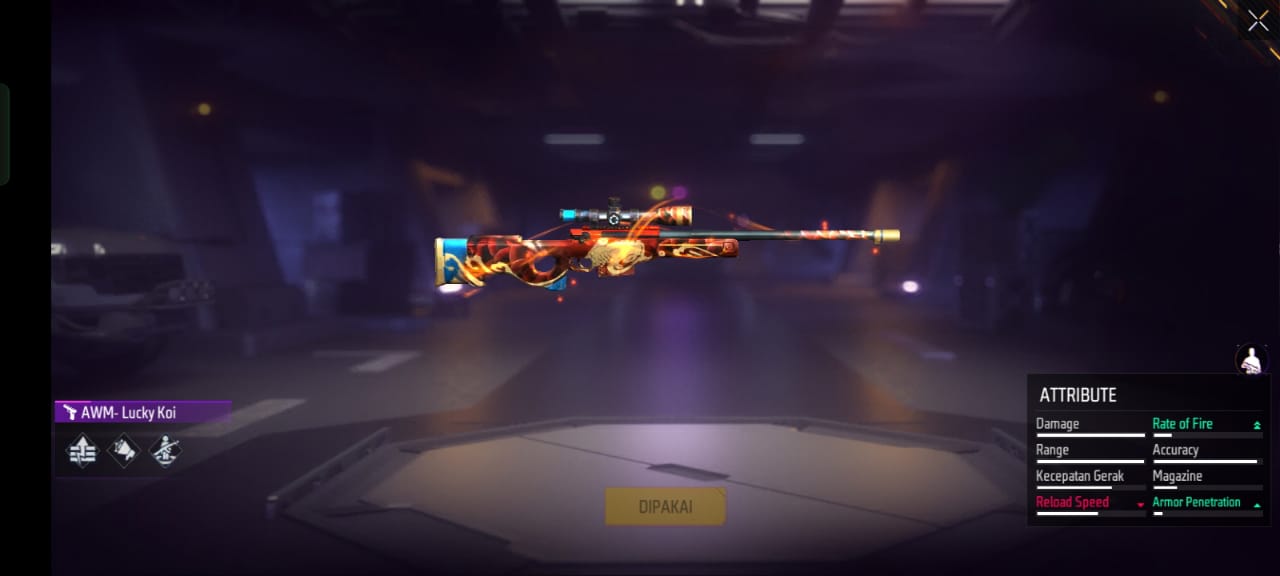 AWM- Lucky Koi
DIPAKAI
ATTRIBUTE
Damage
Rate of Fire
Range
Accuracy
Kecepatan Gerak
Magazine
Reload Speed
Armor Penetration